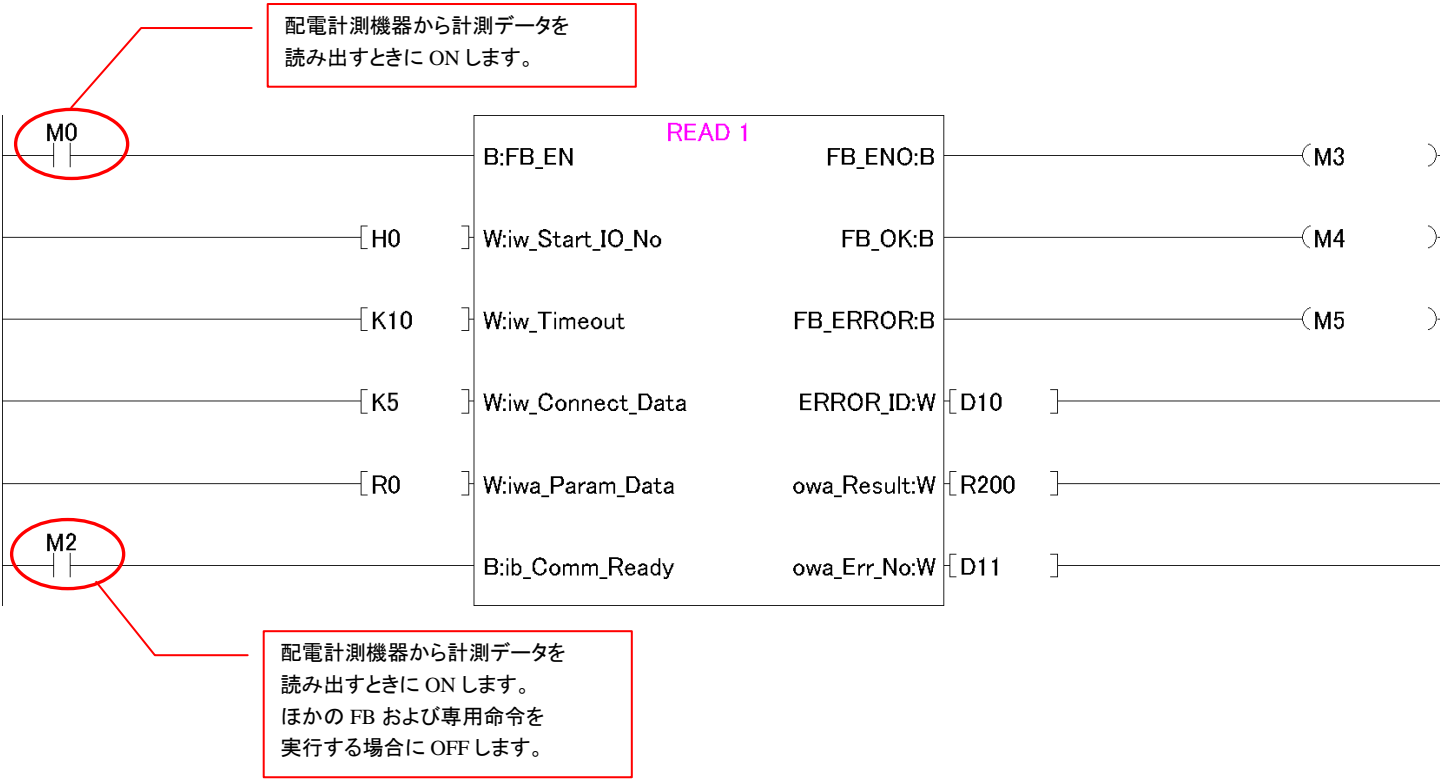 配電計測機器から計測データを
読み出すときに ON します。
READ 1
M0
B:FB_EN FB_ENO:B M3
H0 W:iw_Start_IO_No FB_OK:B M4
K10 W:iw_Timeout FB_ERROR:B M5
K5 W:iw_Connect_Data ERROR_ID:W D10
R0 W:iwa_Param_Data owa_Result:W R200
M2
B:ib_Comm_Ready owa_Err_No:W D11
配電計測機器から計測データを
読み出すときに ON します。
ほかの FB および専用命令を
実行する場合に OFF します。